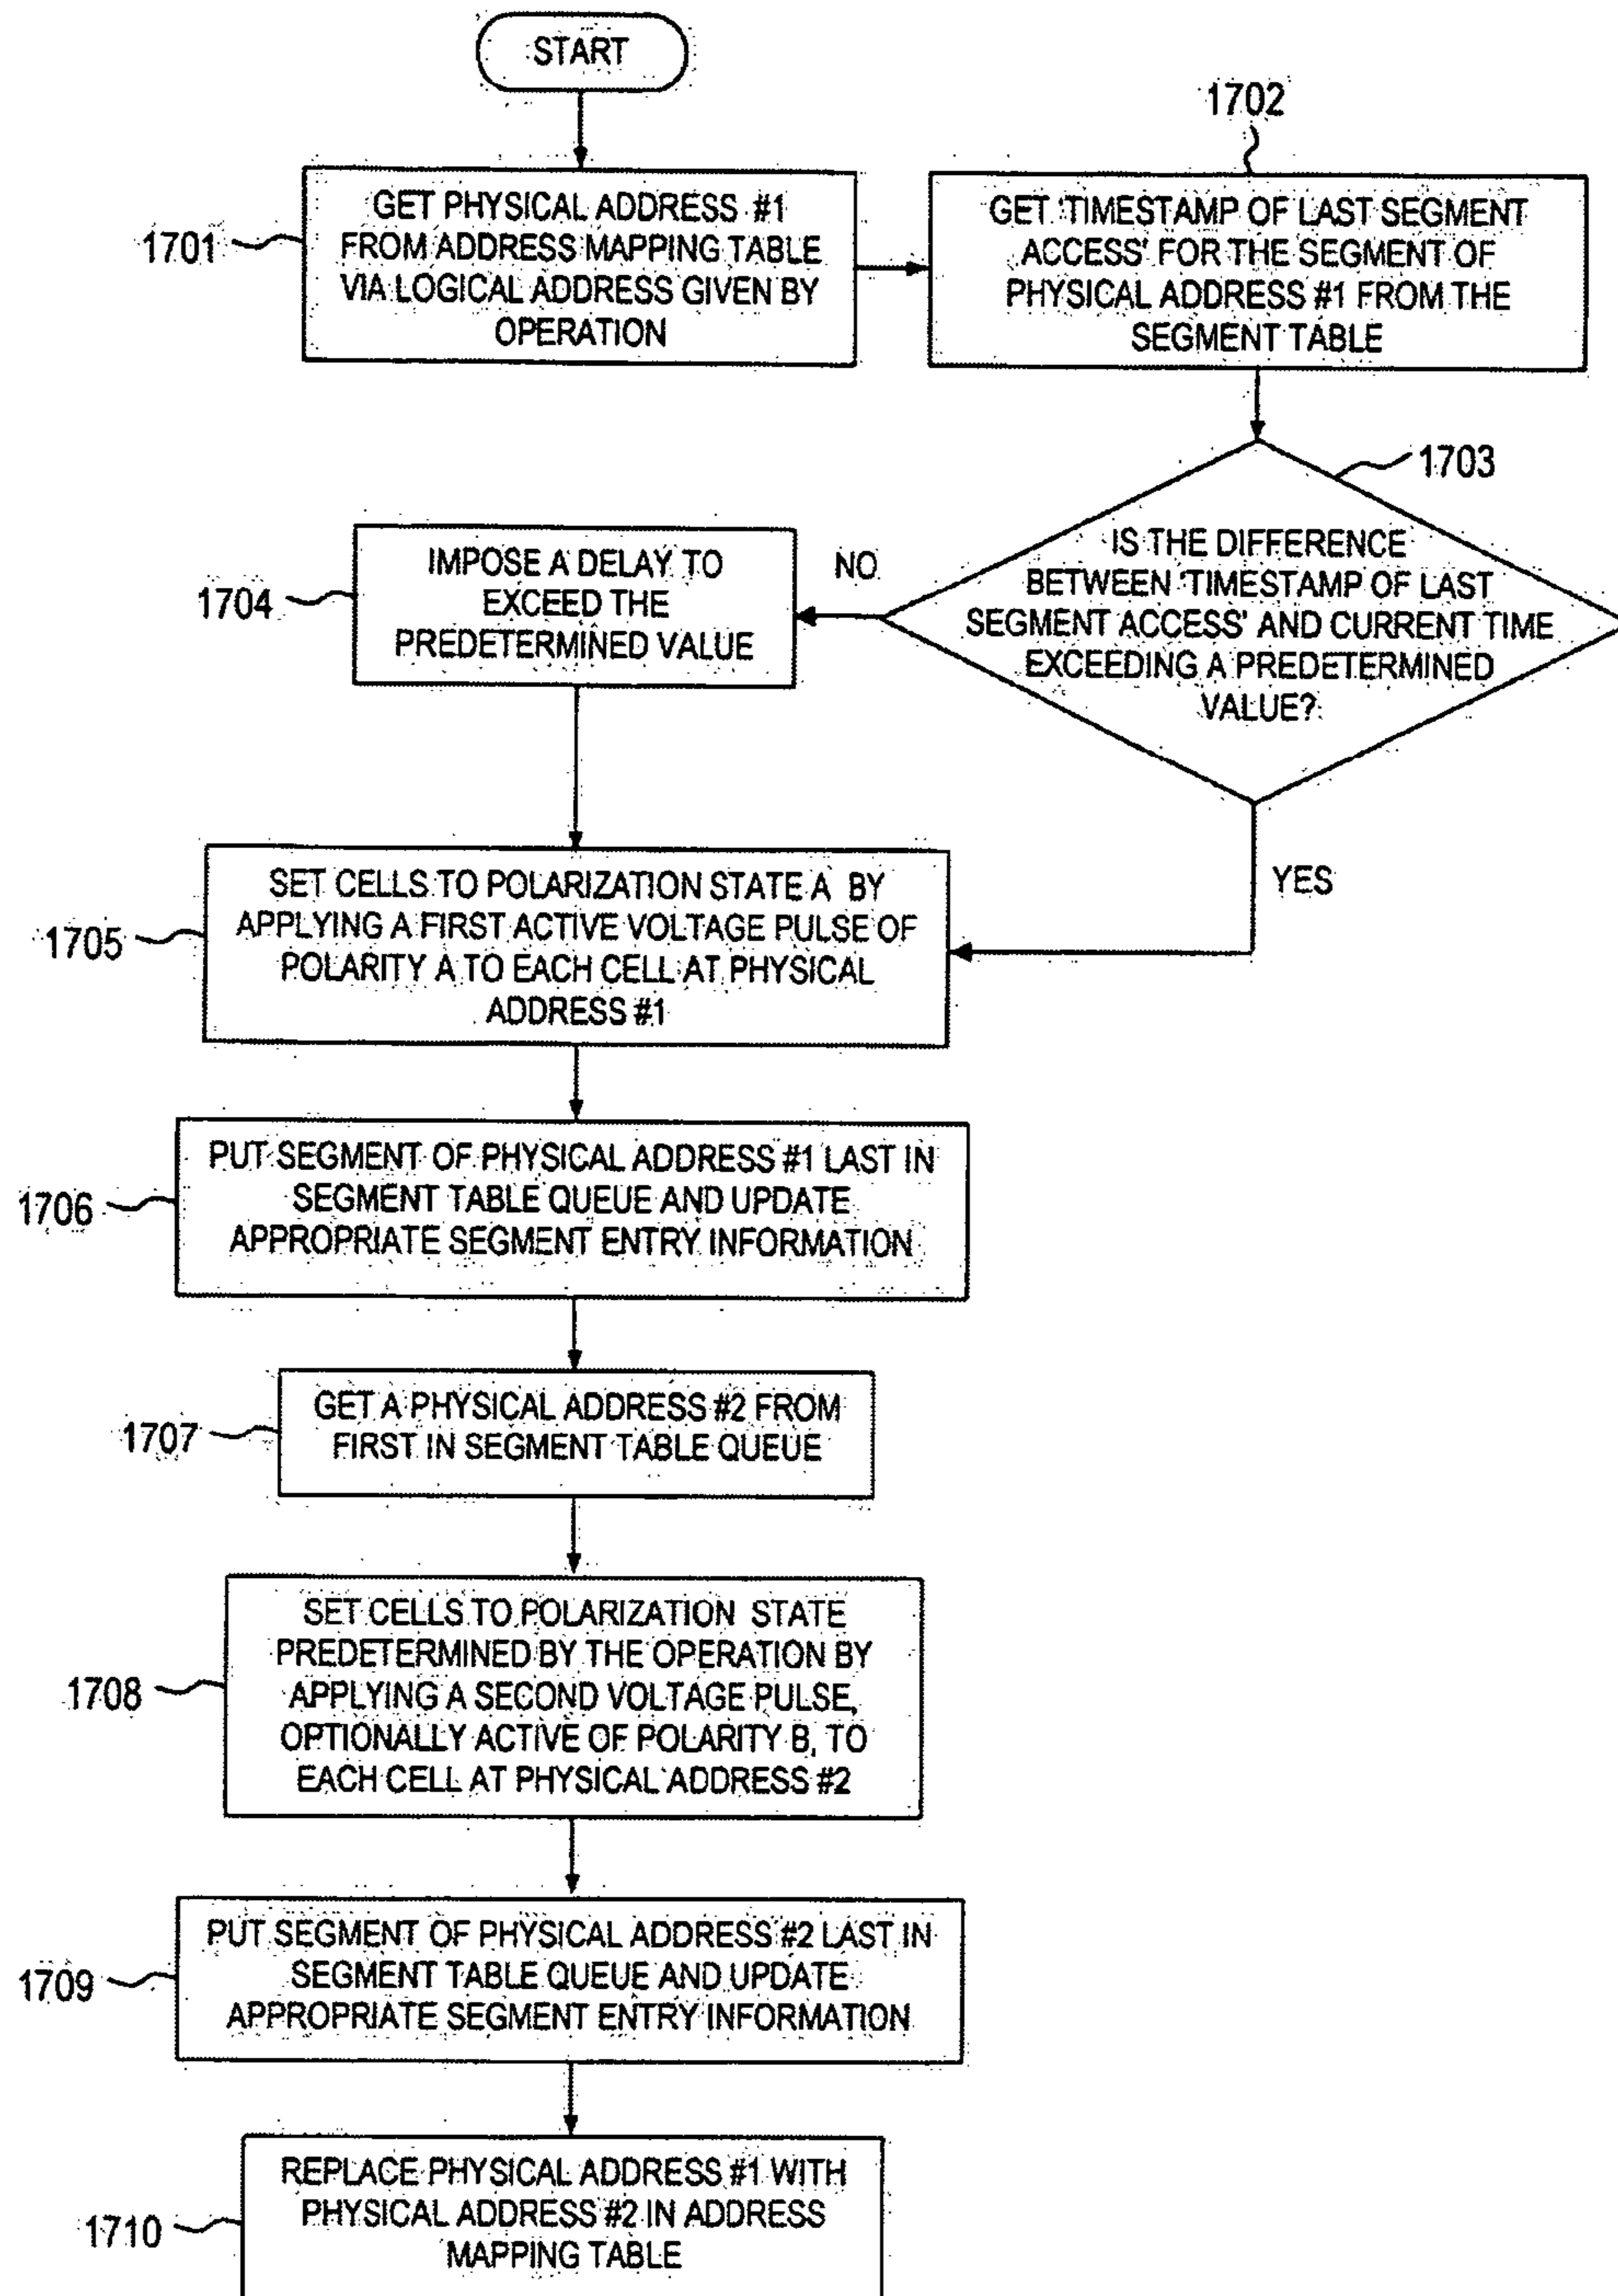 START
1701
GET PHYSICAL ADDRESS #1
FROM ADDRESS MAPPING TABLE
VIA LOGICAL ADDRESS GIVEN BY
OPERATION
1702
GET 'TIMESTAMP OF LAST SEGMENT
ACCESS' FOR THE SEGMENT OF
PHYSICAL ADDRESS #1 FROM THE
SEGMENT TABLE
1703
IS THE DIFFERENCE
BETWEEN 'TIMESTAMP OF LAST
SEGMENT ACCESS' AND CURRENT TIME
EXCEEDING A PREDETERMINED
VALUE?
NO
YES
1704
IMPOSE A DELAY TO
EXCEED THE
PREDETERMINED VALUE
1705
SET CELLS TO POLARIZATION STATE A BY
APPLYING A FIRST ACTIVE VOLTAGE PULSE OF
POLARITY A TO EACH CELL AT PHYSICAL
ADDRESS #1
1706
PUT SEGMENT OF PHYSICAL ADDRESS #1 LAST IN
SEGMENT TABLE QUEUE AND UPDATE
APPROPRIATE SEGMENT ENTRY INFORMATION
1707
GET A PHYSICAL ADDRESS #2 FROM
FIRST IN SEGMENT TABLE QUEUE
1708
SET CELLS TO POLARIZATION STATE
PREDETERMINED BY THE OPERATION BY
APPLYING A SECOND VOLTAGE PULSE,
OPTIONALLY ACTIVE OF POLARITY B, TO
EACH CELL AT PHYSICAL ADDRESS #2
1709
PUT SEGMENT OF PHYSICAL ADDRESS #2 LAST IN
SEGMENT TABLE QUEUE AND UPDATE
APPROPRIATE SEGMENT ENTRY INFORMATION
1710
REPLACE PHYSICAL ADDRESS #1 WITH
PHYSICAL ADDRESS #2 IN ADDRESS
MAPPING TABLE